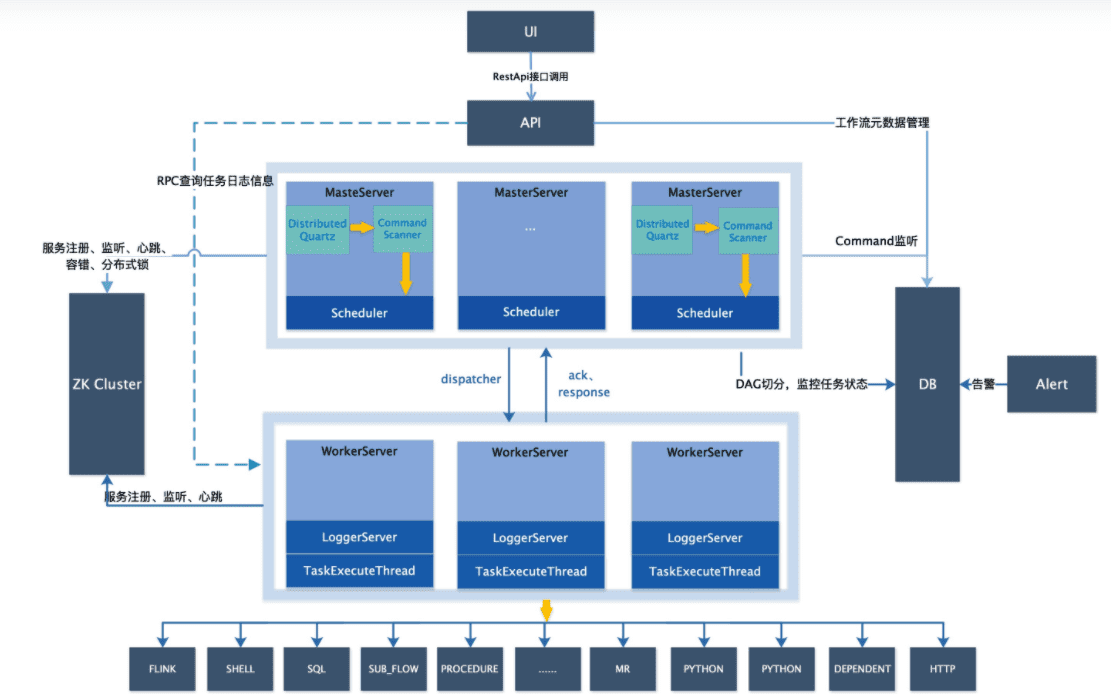 UI
RestApi接口调用
API
工作流元数据管理
RPC查询任务日志信息
MasteServer
MasterServer
MasterServer
Distributed
Quartz
Command
Scanner
...
Distributed
Quartz
Command
Scanner
Scheduler
Scheduler
Scheduler
服务注册、监听、心跳、
容错、分布式锁
Command监听
ZK Cluster
dispatcher
ack、
response
DAG切分，监控任务状态
DB
告警
Alert
WorkerServer
WorkerServer
WorkerServer
LoggerServer
LoggerServer
LoggerServer
TaskExecuteThread
TaskExecuteThread
TaskExecuteThread
服务注册、监听、心跳
FLINK
SHELL
SQL
SUB_FLOW
PROCEDURE
......
MR
PYTHON
PYTHON
DEPENDENT
HTTP